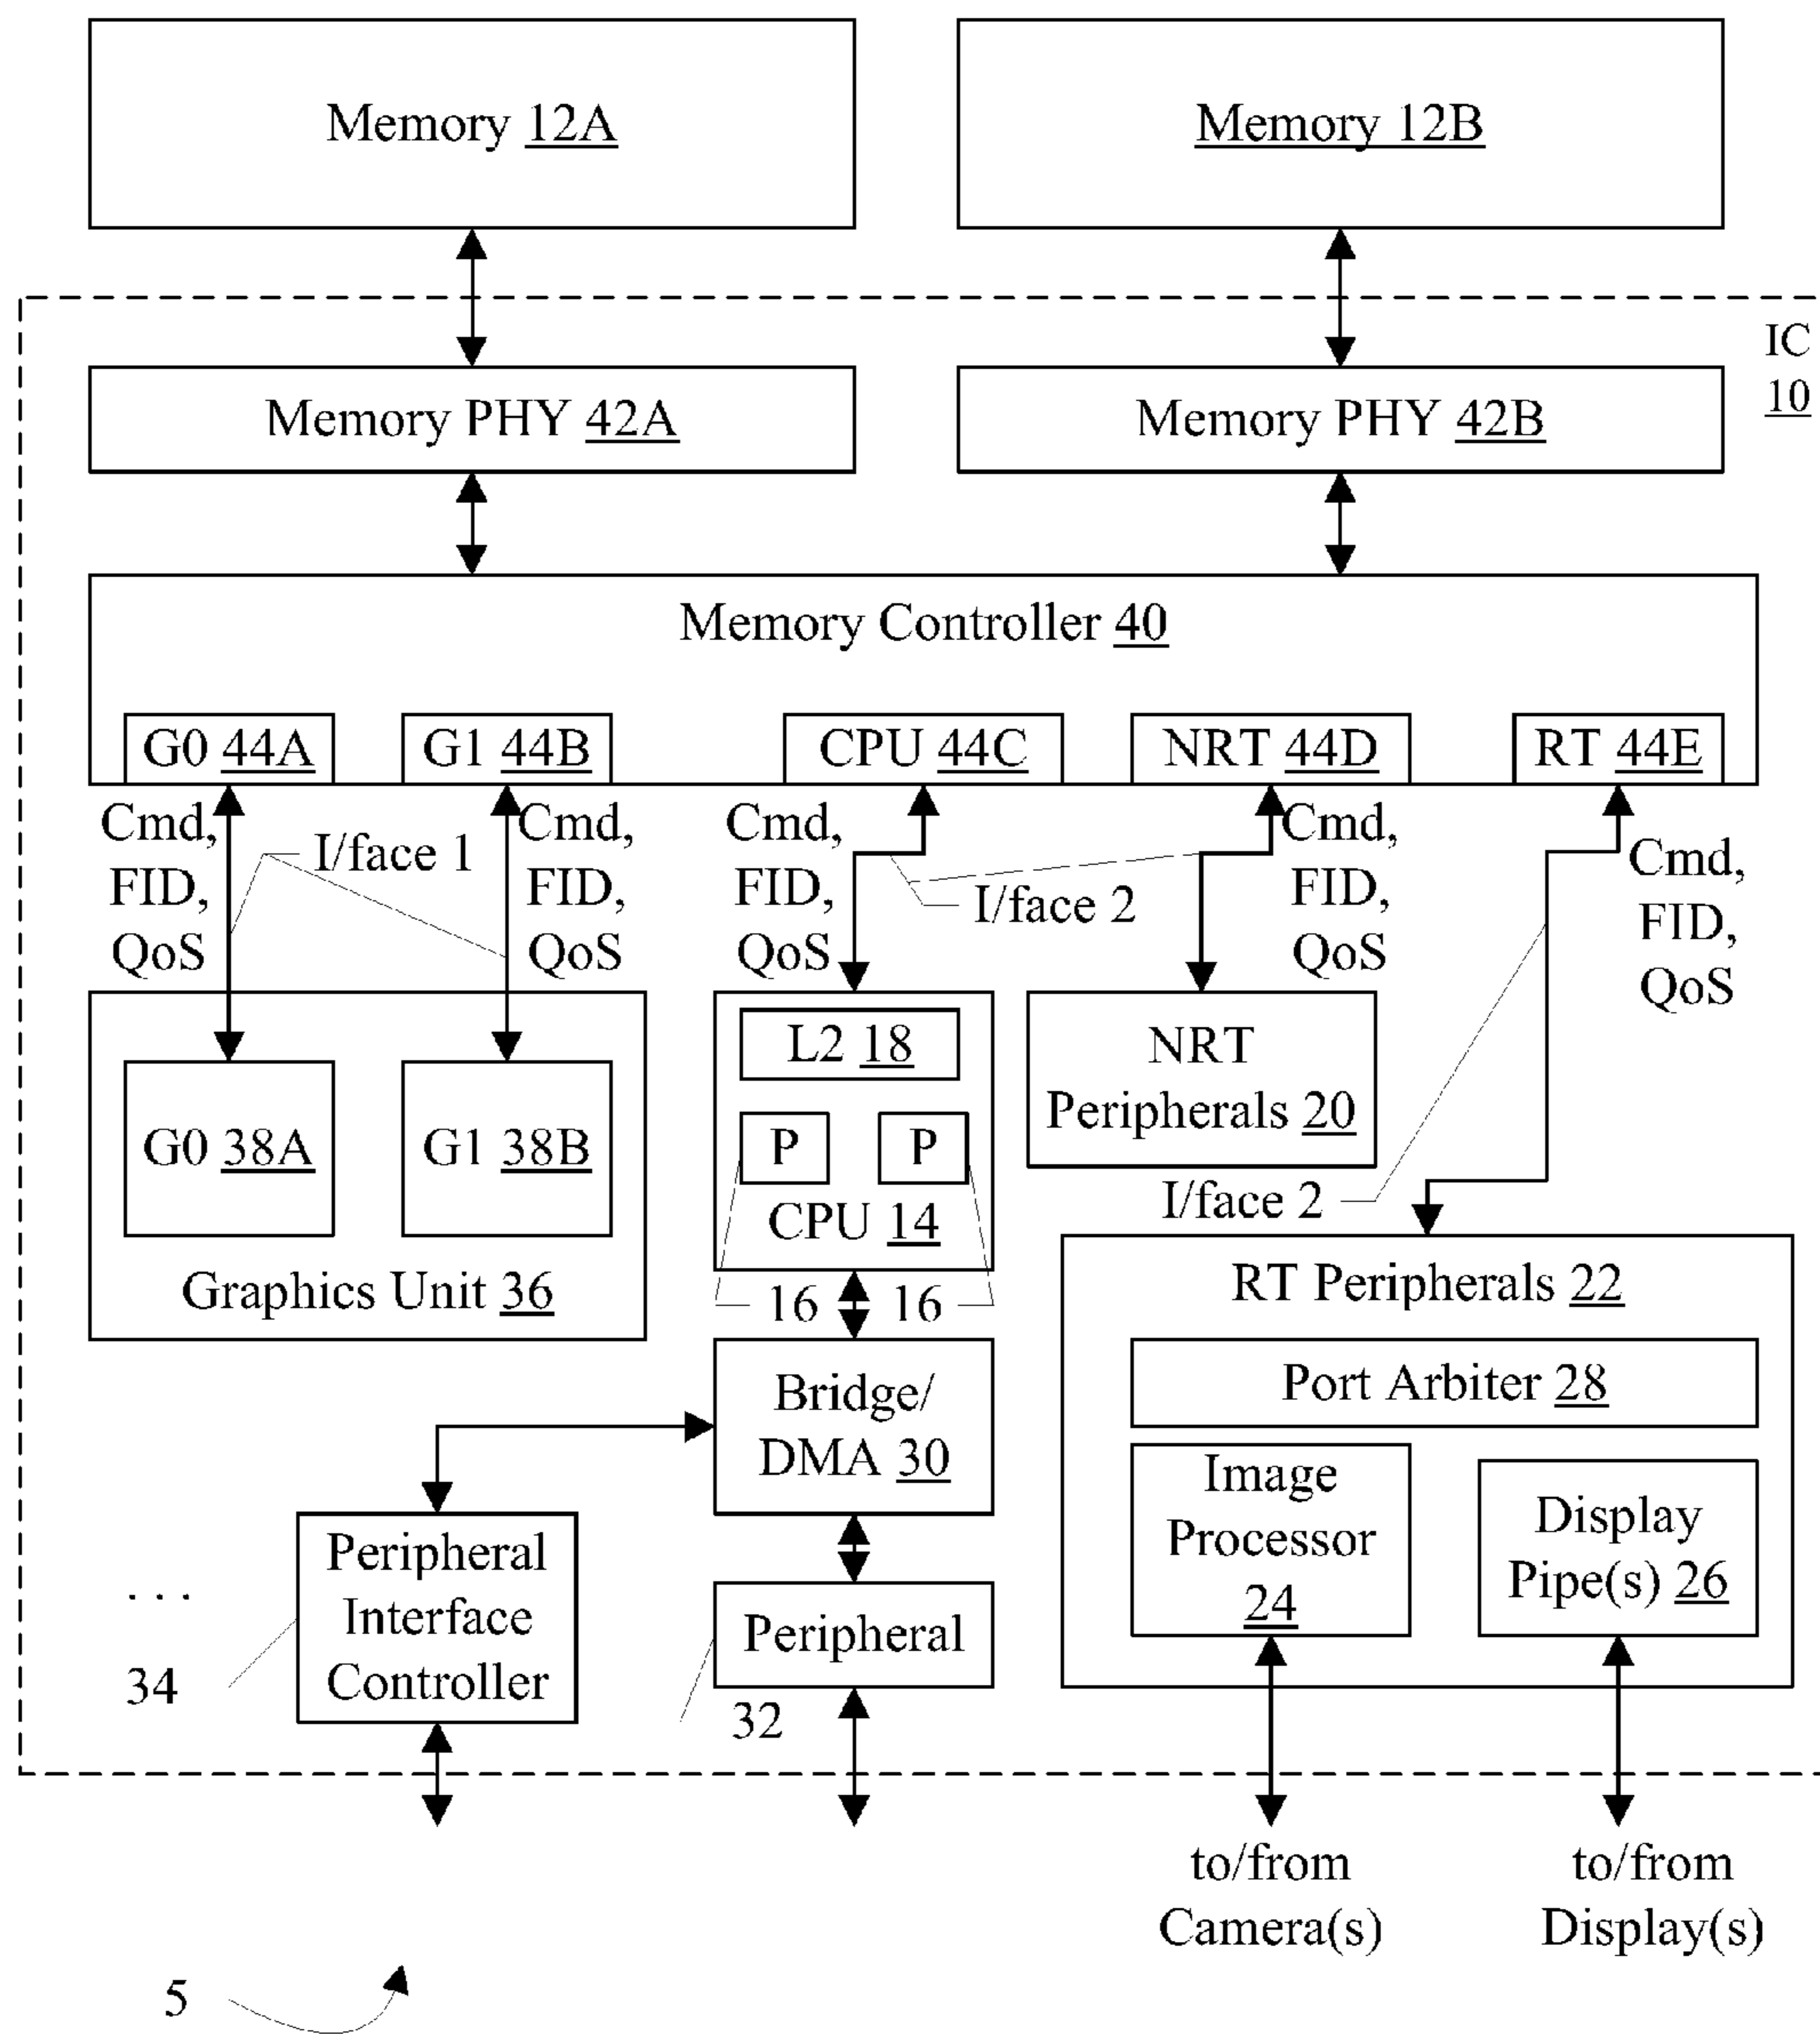 Memory 12A
Memory 12B
IC
10
Memory PHY 42A
Memory PHY 42B
Memory Controller 40
G0 44A
G1 44B
CPU 44C
NRT 44D
RT 44E
Cmd,
FID,
QoS
I/face 1
Cmd,
FID,
QoS
Cmd,
FID,
QoS
I/face 2
Cmd,
FID,
QoS
Cmd,
FID,
QoS
G0 38A
G1 38B
Graphics Unit 36
L2 18
P
P
CPU 14
16
16
NRT
Peripherals 20
I/face 2
RT Peripherals 22
Port Arbiter 28
Image
Processor
24
Display
Pipe(s) 26
Bridge/
DMA 30
Peripheral
Interface
Controller
. . .
34
Peripheral
32
to/from
Camera(s)
to/from
Display(s)
5